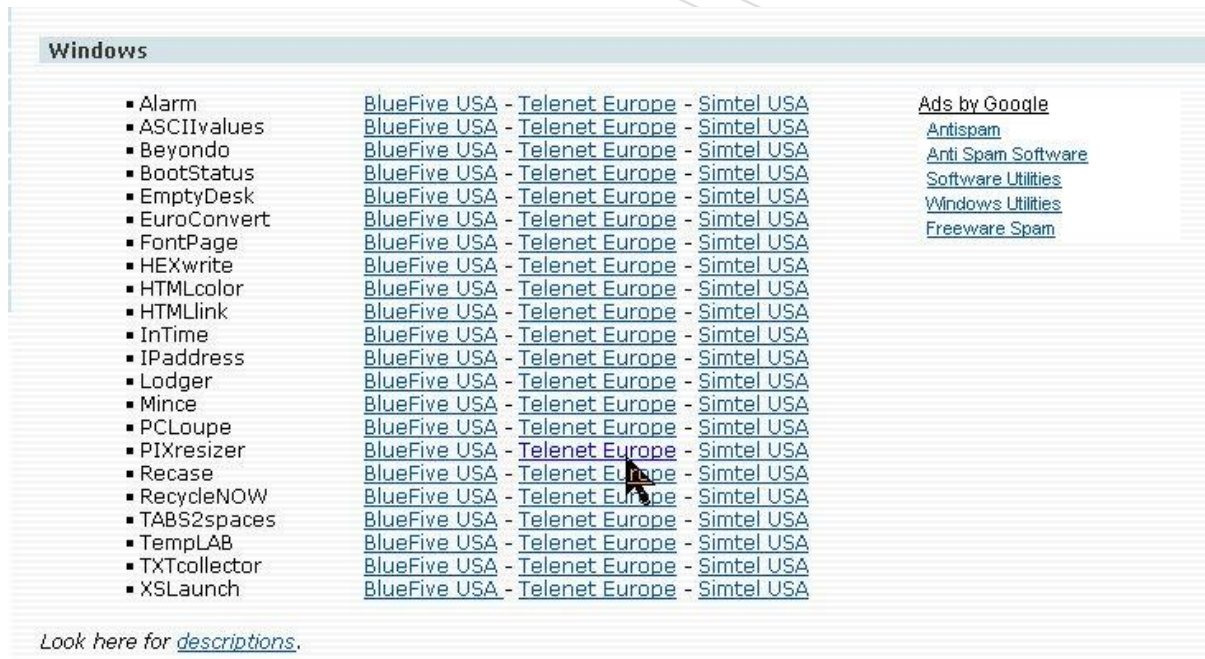 Windows
▪ Alarm BlueFive USA - Telenet Europe - Simtel USA
▪ ASCIIvalues BlueFive USA - Telenet Europe - Simtel USA
▪ Beyondo BlueFive USA - Telenet Europe - Simtel USA
▪ BootStatus BlueFive USA - Telenet Europe - Simtel USA
▪ EmptyDesk BlueFive USA - Telenet Europe - Simtel USA
▪ EuroConvert BlueFive USA - Telenet Europe - Simtel USA
▪ FontPage BlueFive USA - Telenet Europe - Simtel USA
▪ HEXwrite BlueFive USA - Telenet Europe - Simtel USA
▪ HTMLcolor BlueFive USA - Telenet Europe - Simtel USA
▪ HTMLlink BlueFive USA - Telenet Europe - Simtel USA
▪ InTime BlueFive USA - Telenet Europe - Simtel USA
▪ IPaddress BlueFive USA - Telenet Europe - Simtel USA
▪ Lodger BlueFive USA - Telenet Europe - Simtel USA
▪ Mince BlueFive USA - Telenet Europe - Simtel USA
▪ PCLoupe BlueFive USA - Telenet Europe - Simtel USA
▪ PIXresizer BlueFive USA - Telenet Europe - Simtel USA
▪ Recase BlueFive USA - Telenet Europe - Simtel USA
▪ RecycleNOW BlueFive USA - Telenet Europe - Simtel USA
▪ TABS2spaces BlueFive USA - Telenet Europe - Simtel USA
▪ TempLAB BlueFive USA - Telenet Europe - Simtel USA
▪ TXTcollector BlueFive USA - Telenet Europe - Simtel USA
▪ XSLaunch BlueFive USA - Telenet Europe - Simtel USA
Ads by Google
Antispam
Anti Spam Software
Software Utilities
Windows Utilities
Freeware Spam
Look here for descriptions.